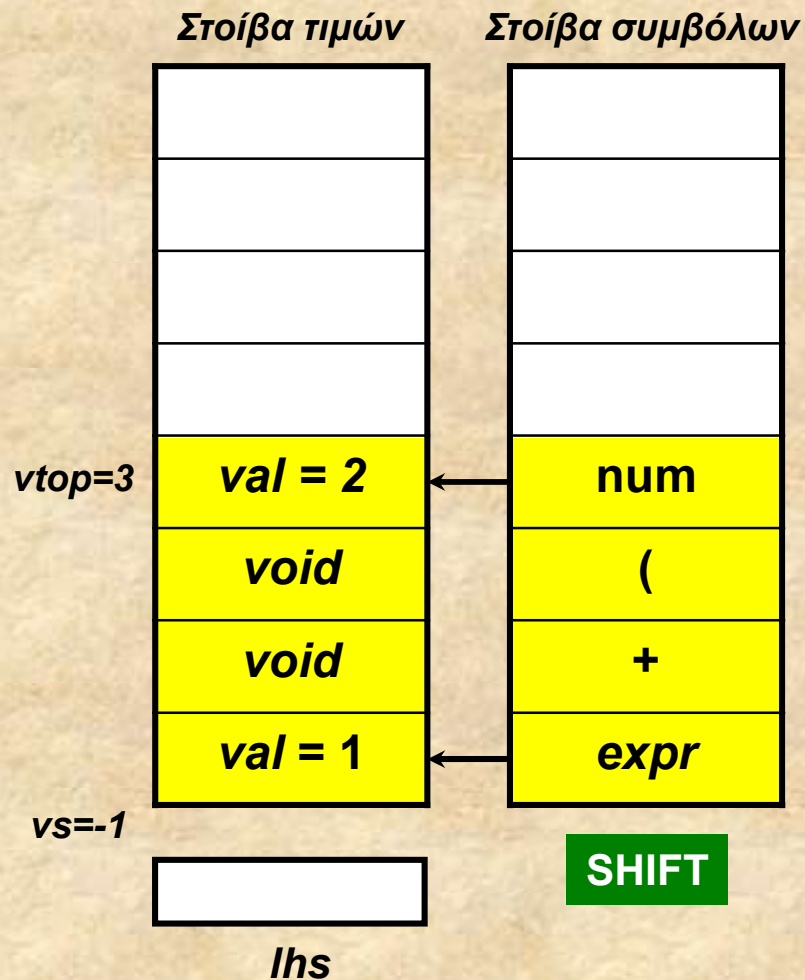 Στοίβα τιμών Στοίβα συμβόλων
vtop=3 val = 2 num
void (
void +
val = 1 expr
vs=-1
SHIFT
lhs